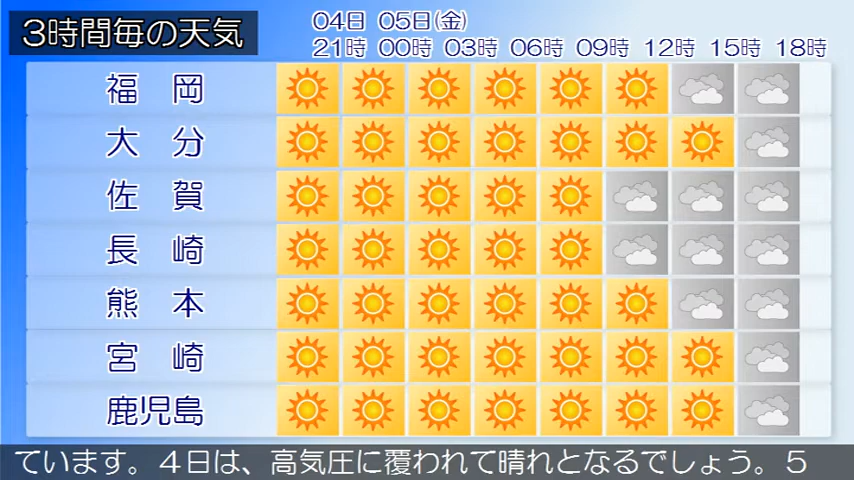 3時間毎の天気
04日 05日(金)
21時 00時 03時 06時 09時 12時 15時 18時
福 岡
大 分
佐 賀
長 崎
熊 本
宮 崎
鹿児島
ています。4日は、高気圧に覆われて晴れとなるでしょう。5